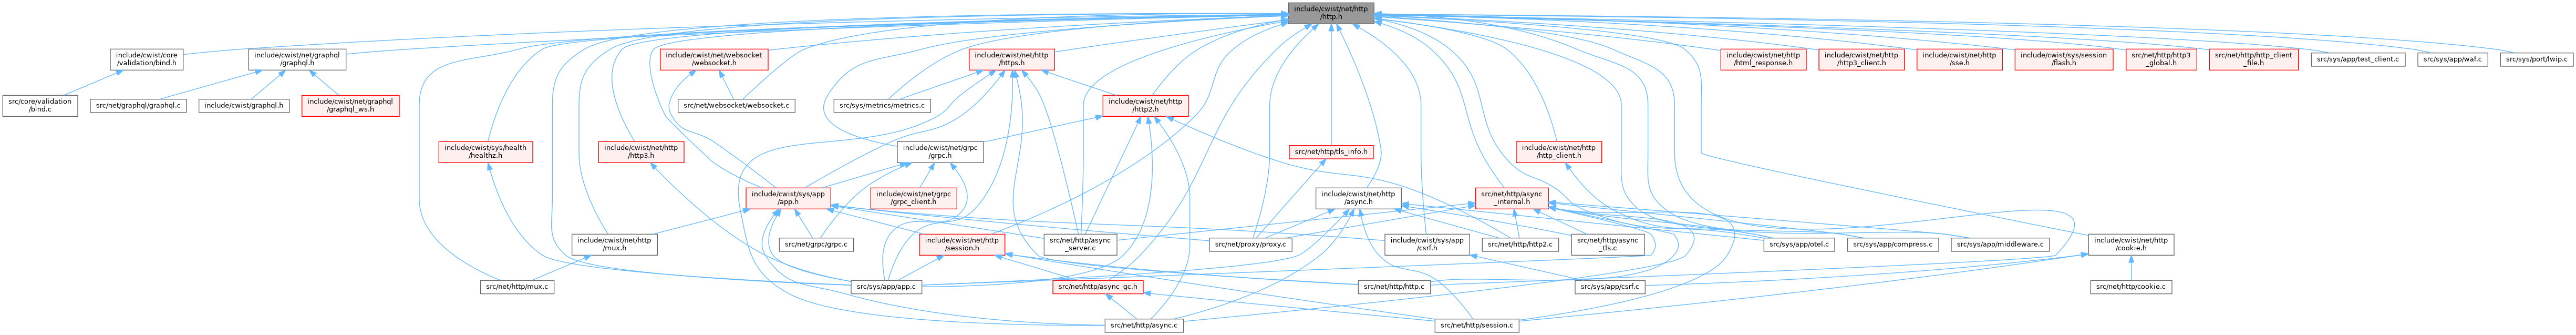 include/cwist/net/http
/http.h
include/cwist/core
/validation/bind.h
include/cwist/net/graphql
/graphql.h
include/cwist/net/websocket
/websocket.h
include/cwist/net/http
/https.h
include/cwist/net/http
/html_response.h
include/cwist/net/http
/http3_client.h
include/cwist/net/http
/sse.h
include/cwist/sys/session
/flash.h
src/net/http/http3
_global.h
src/net/http/http_client
_file.h
src/sys/app/test_client.c
src/sys/app/waf.c
src/sys/port/lwip.c
src/core/validation
/bind.c
src/net/graphql/graphql.c
include/cwist/graphql.h
include/cwist/net/graphql
/graphql_ws.h
src/net/websocket/websocket.c
src/sys/metrics/metrics.c
include/cwist/net/http
/http2.h
include/cwist/sys/health
/healthz.h
include/cwist/net/http
/http3.h
include/cwist/net/grpc
/grpc.h
src/net/http/tls_info.h
include/cwist/net/http
/http_client.h
include/cwist/sys/app
/app.h
include/cwist/net/grpc
/grpc_client.h
include/cwist/net/http
/async.h
src/net/http/async
_internal.h
include/cwist/net/http
/mux.h
src/net/grpc/grpc.c
include/cwist/net/http
/session.h
src/net/http/async
_server.c
src/net/proxy/proxy.c
include/cwist/sys/app
/csrf.h
src/net/http/http2.c
src/net/http/async
_tls.c
src/sys/app/otel.c
src/sys/app/compress.c
src/sys/app/middleware.c
include/cwist/net/http
/cookie.h
src/net/http/mux.c
src/sys/app/app.c
src/net/http/async_gc.h
src/net/http/http.c
src/sys/app/csrf.c
src/net/http/cookie.c
src/net/http/async.c
src/net/http/session.c